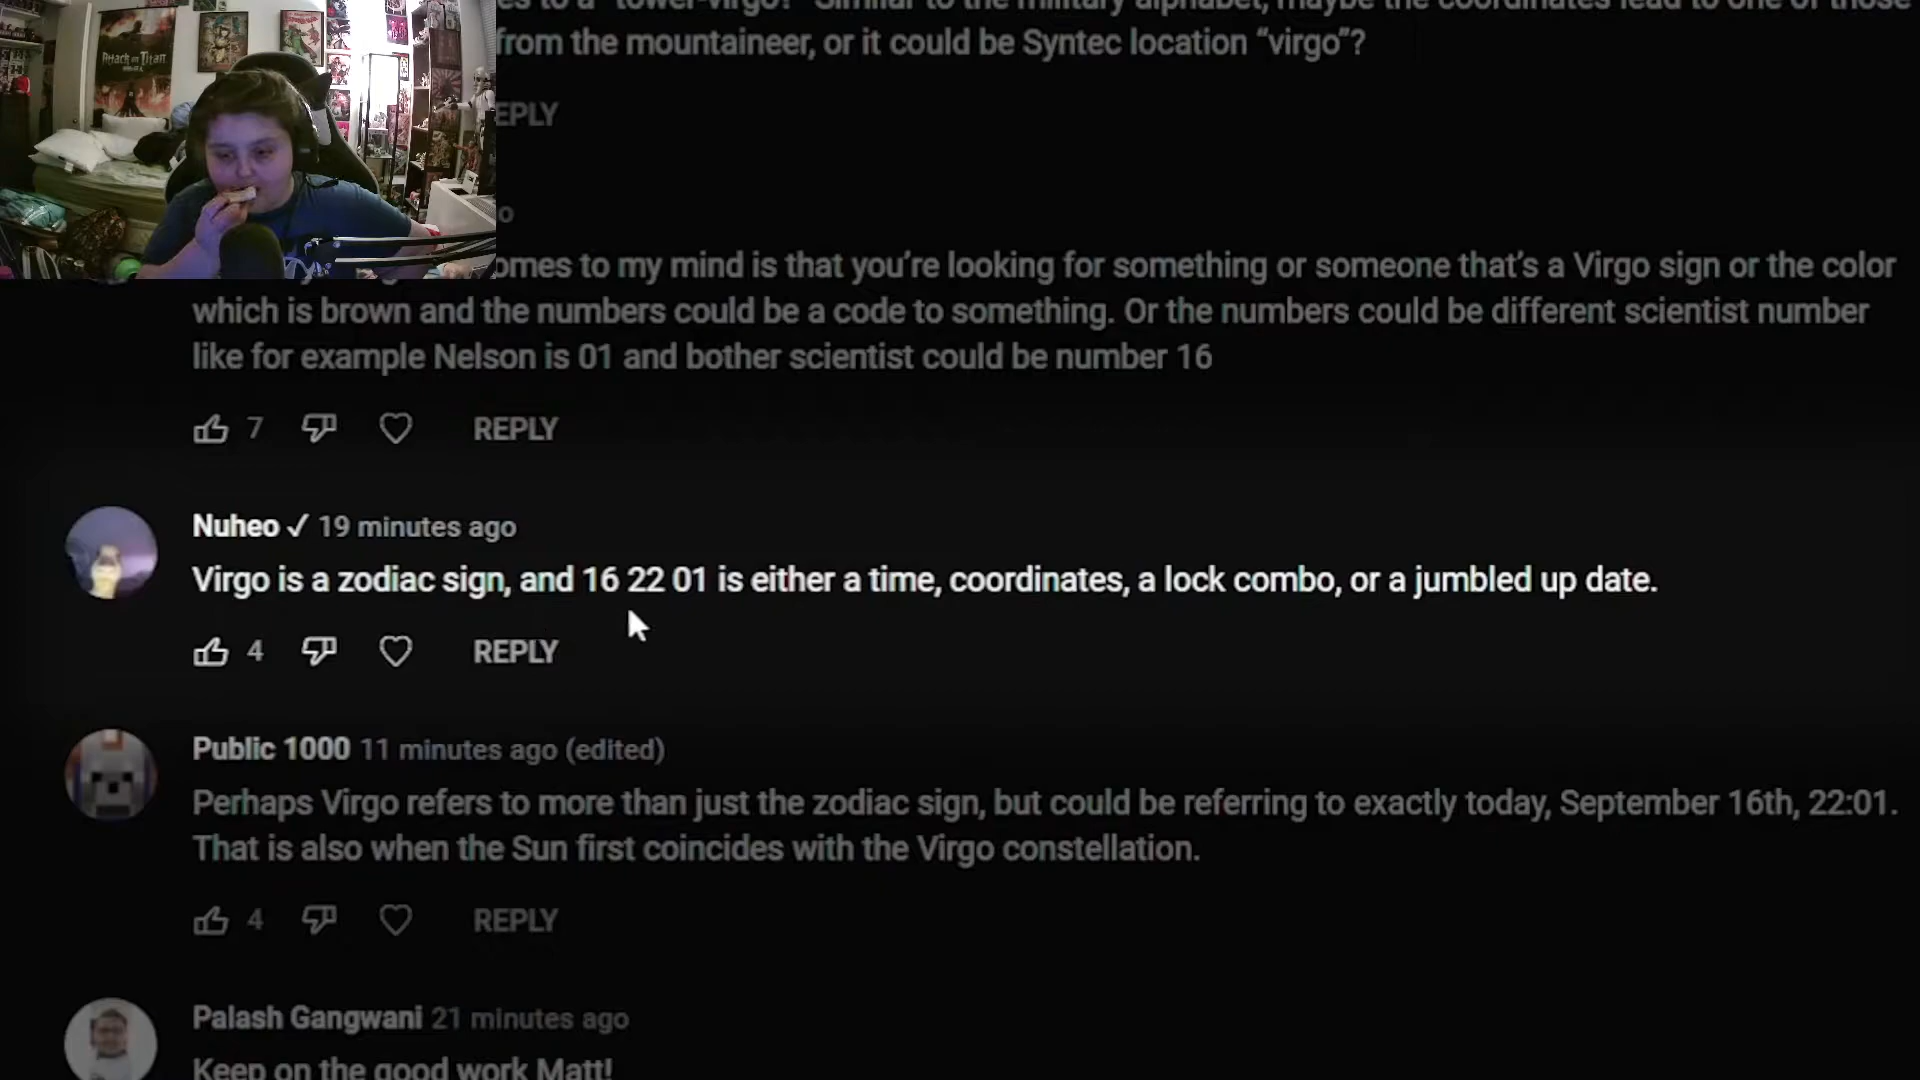 es to a "tower-virgo?" Similar to the military alphabet, maybe the coordinates lead to one of those
from the mountaineer, or it could be Syntec location “virgo”?
EPLY
Attack on Titan
omes to my mind is that you’re looking for something or someone that’s a Virgo sign or the color
which is brown and the numbers could be a code to something. Or the numbers could be different scientist number
like for example Nelson is 01 and bother scientist could be number 16
7 REPLY
Nuheo ✓ 19 minutes ago
Virgo is a zodiac sign, and 16 22 01 is either a time, coordinates, a lock combo, or a jumbled up date.
4 REPLY
Public 1000 11 minutes ago (edited)
Perhaps Virgo refers to more than just the zodiac sign, but could be referring to exactly today, September 16th, 22:01.
That is also when the Sun first coincides with the Virgo constellation.
4 REPLY
Palash Gangwani 21 minutes ago
Keep on the good work Matt!